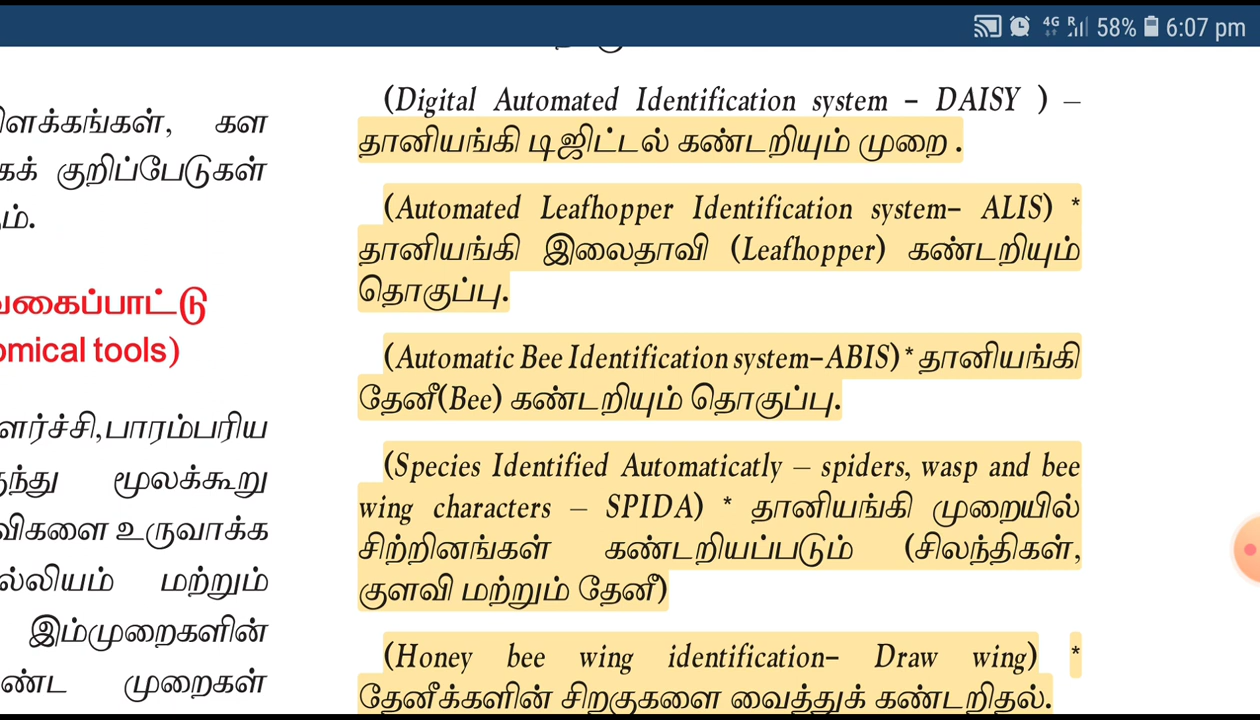 58% 6:07 pm
ளக்கங்கள், கள
கக் குறிப்பேடுகள்
ும்.
வகைப்பாட்டு
omical tools)
ளர்ச்சி,பாரம்பரிய
ருந்து மூலக்கூறு
விகளை உருவாக்க
ல்லியம் மற்றும்
இம்முறைகளின்
ண்ட முறைகள்
(Digital Automated Identification system – DAISY ) –
தானியங்கி டிஜிட்டல் கண்டறியும் முறை .
(Automated Leafhopper Identification system– ALIS) *
தானியங்கி இலைதாவி (Leafhopper) கண்டறியும்
தொகுப்பு.
(Automatic Bee Identification system–ABIS) * தானியங்கி
தேனீ(Bee) கண்டறியும் தொகுப்பு.
(Species Identified Automaticatly – spiders, wasp and bee
wing characters – SPIDA) * தானியங்கி முறையில்
சிற்றினங்கள் கண்டறியப்படும் (சிலந்திகள்,
குளவி மற்றும் தேனீ)
(Honey bee wing identification– Draw wing) *
தேனீக்களின் சிறகுகளை வைத்துக் கண்டறிதல்.